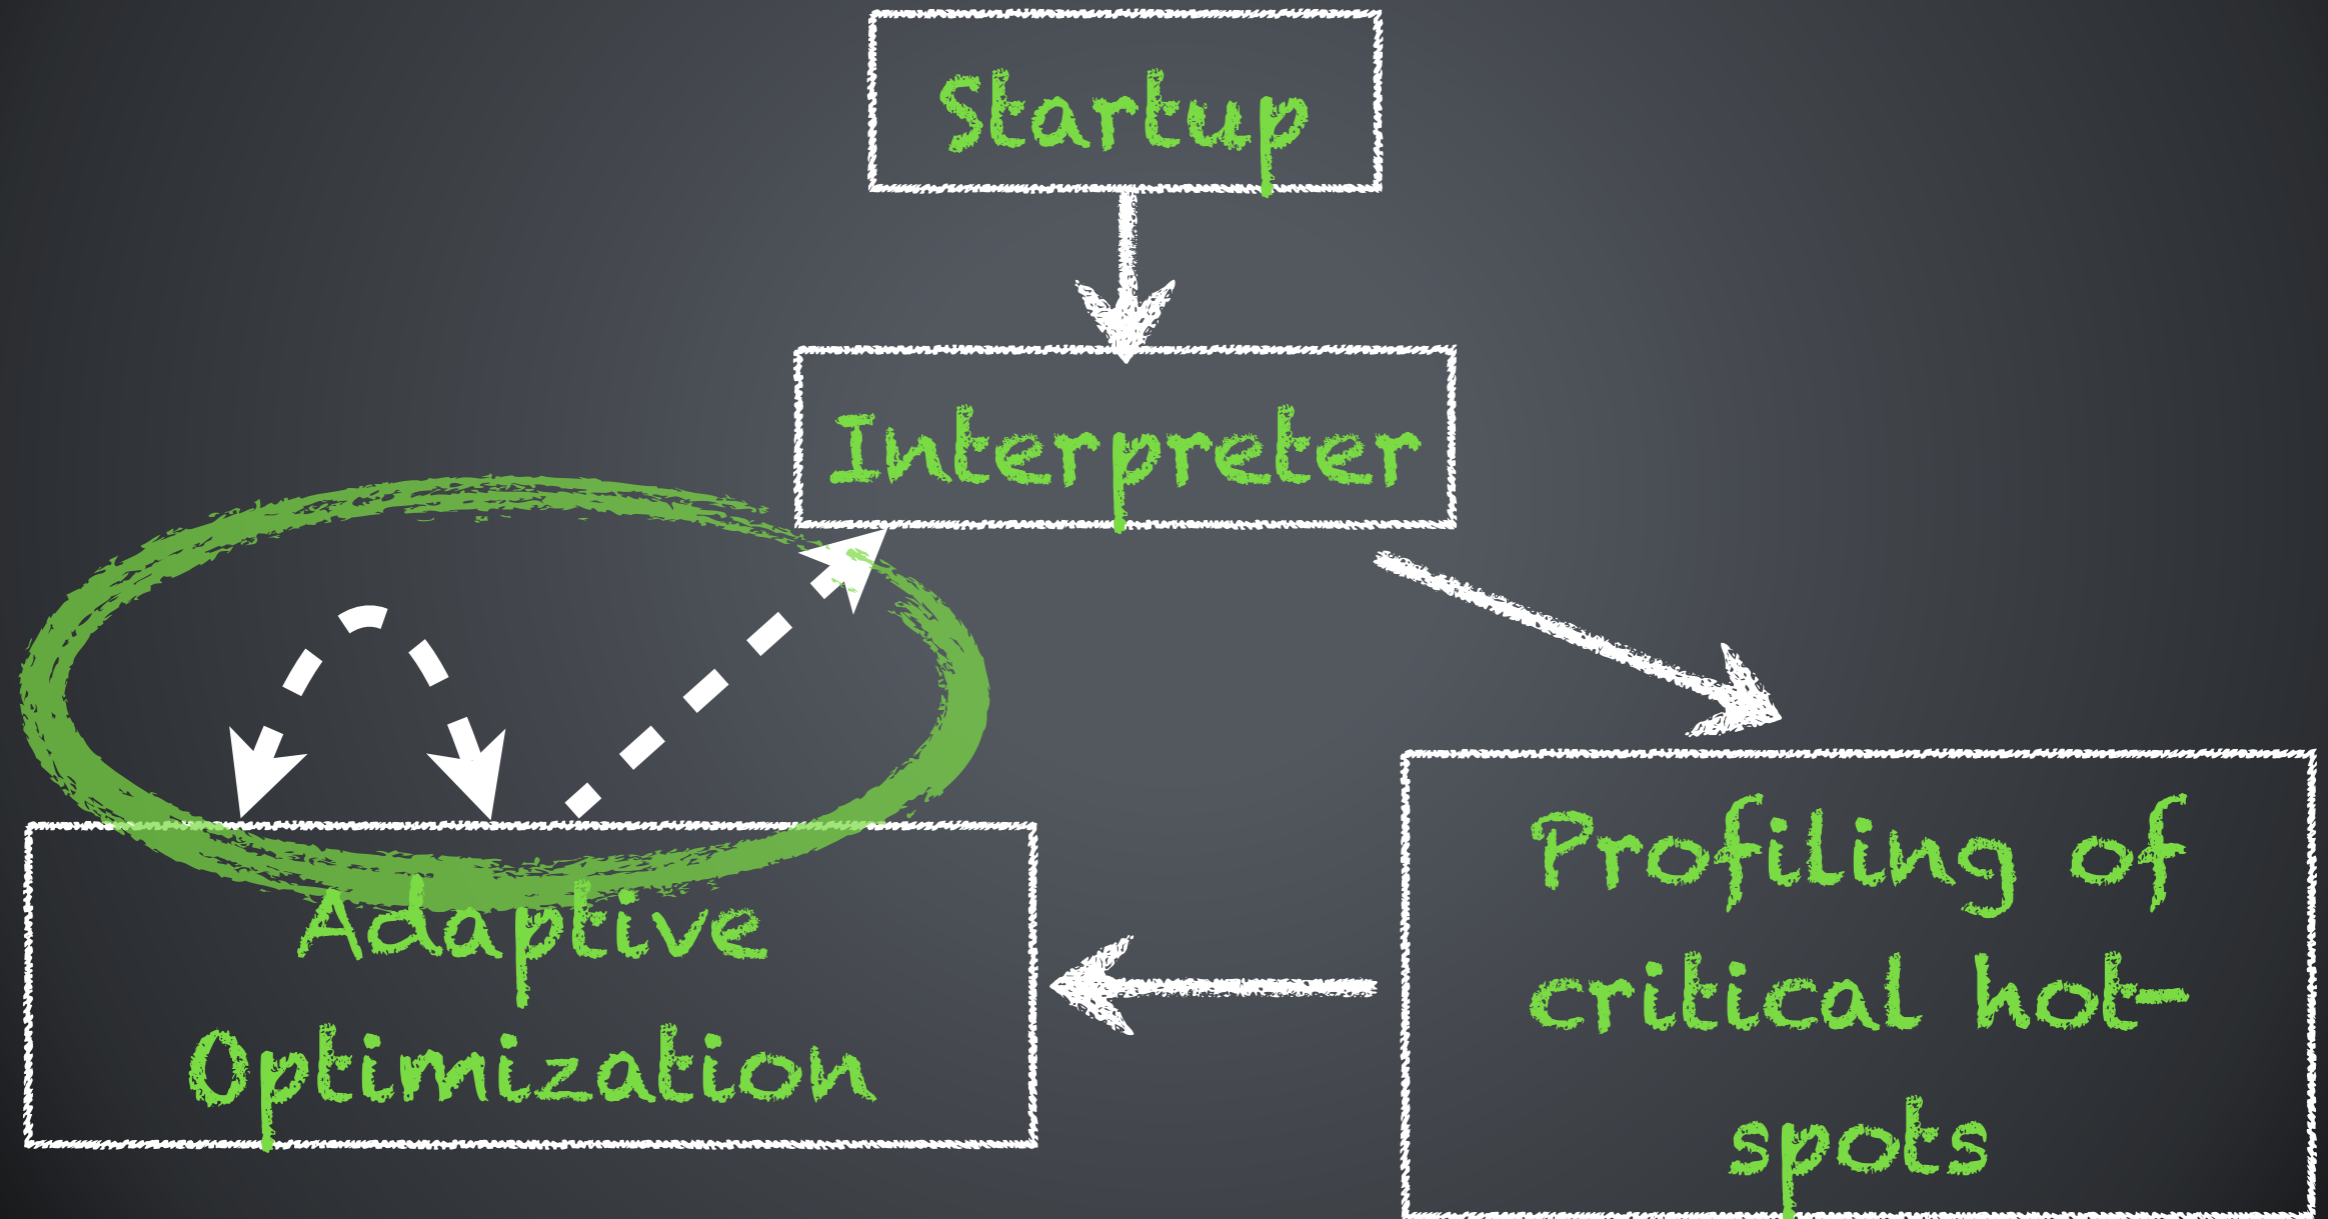 Startup
Interpreter
Profiling of
critical hot-
spots
Adaptive
Optimization